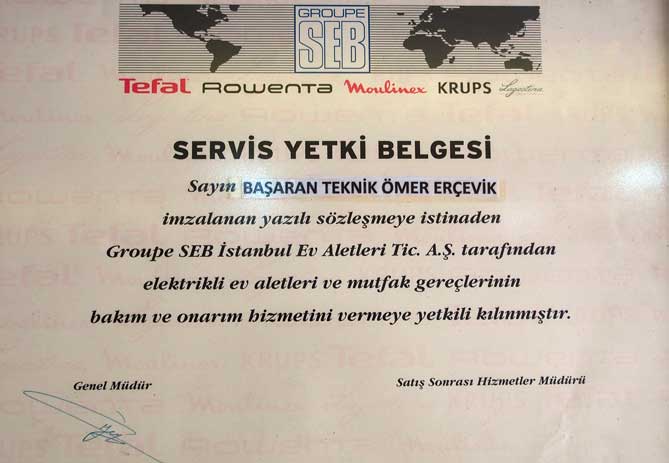 GROUPE
SEB
Tefal Rowenta Moulinex KRUPS Lagostina
SERVİS YETKİ BELGESİ
Sayın BAŞARAN TEKNİK ÖMER ERÇEVİK
imzalanan yazılı sözleşmeye istinaden
Groupe SEB İstanbul Ev Aletleri Tic. A.Ş. tarafından
elektrikli ev aletleri ve mutfak gereçlerinin
bakım ve onarım hizmetini vermeye yetkili kılınmıştır.
Genel Müdür Satış Sonrası Hizmetler Müdürü